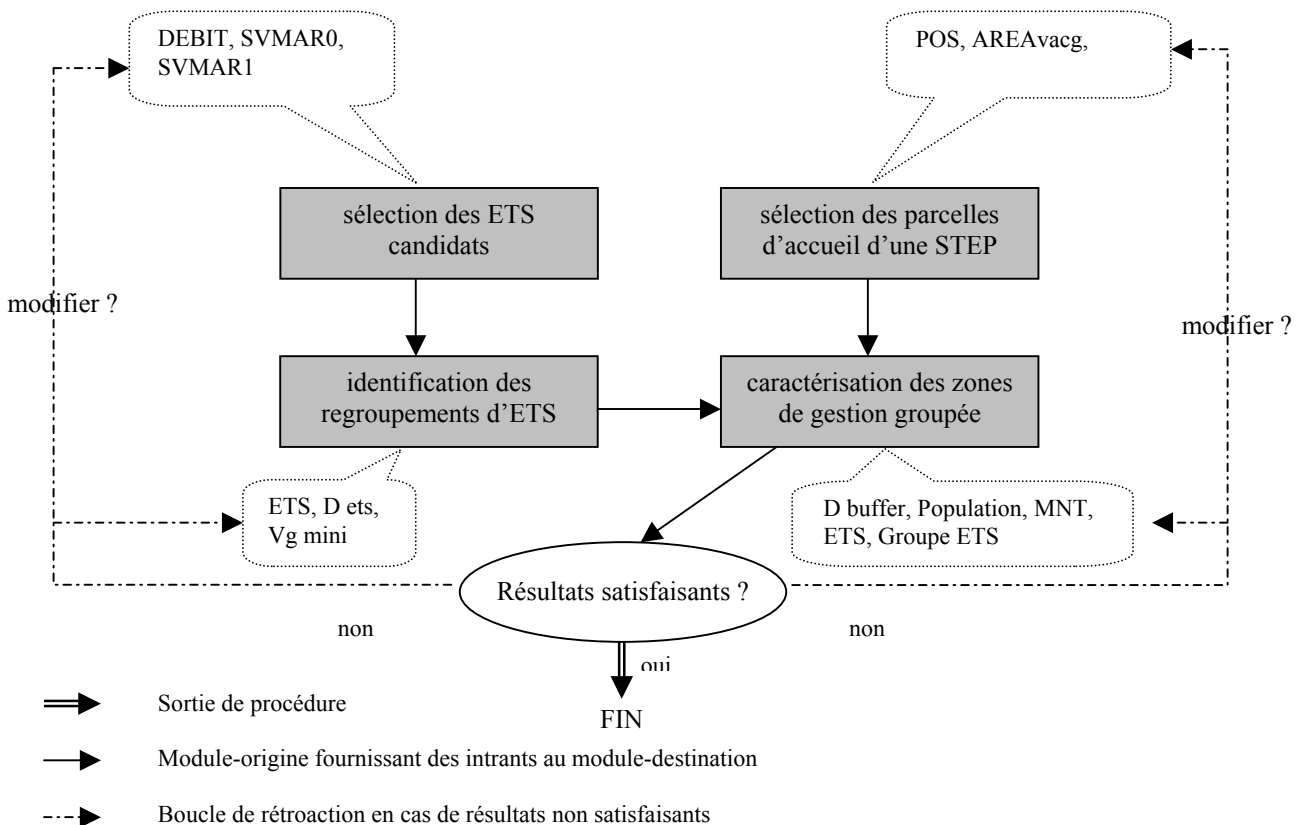 DEBIT, SVMAR0,
SVMAR1
POS, AREAvacg,
sélection des ETS
candidats
sélection des parcelles
d’accueil d’une STEP
modifier ?
modifier ?
identification des
regroupements d’ETS
caractérisation des zones
de gestion groupée
ETS, D ets,
Vg mini
D buffer, Population, MNT,
ETS, Groupe ETS
Résultats satisfaisants ?
non
non
oui
FIN
Sortie de procédure
Module-origine fournissant des intrants au module-destination
Boucle de rétroaction en cas de résultats non satisfaisants